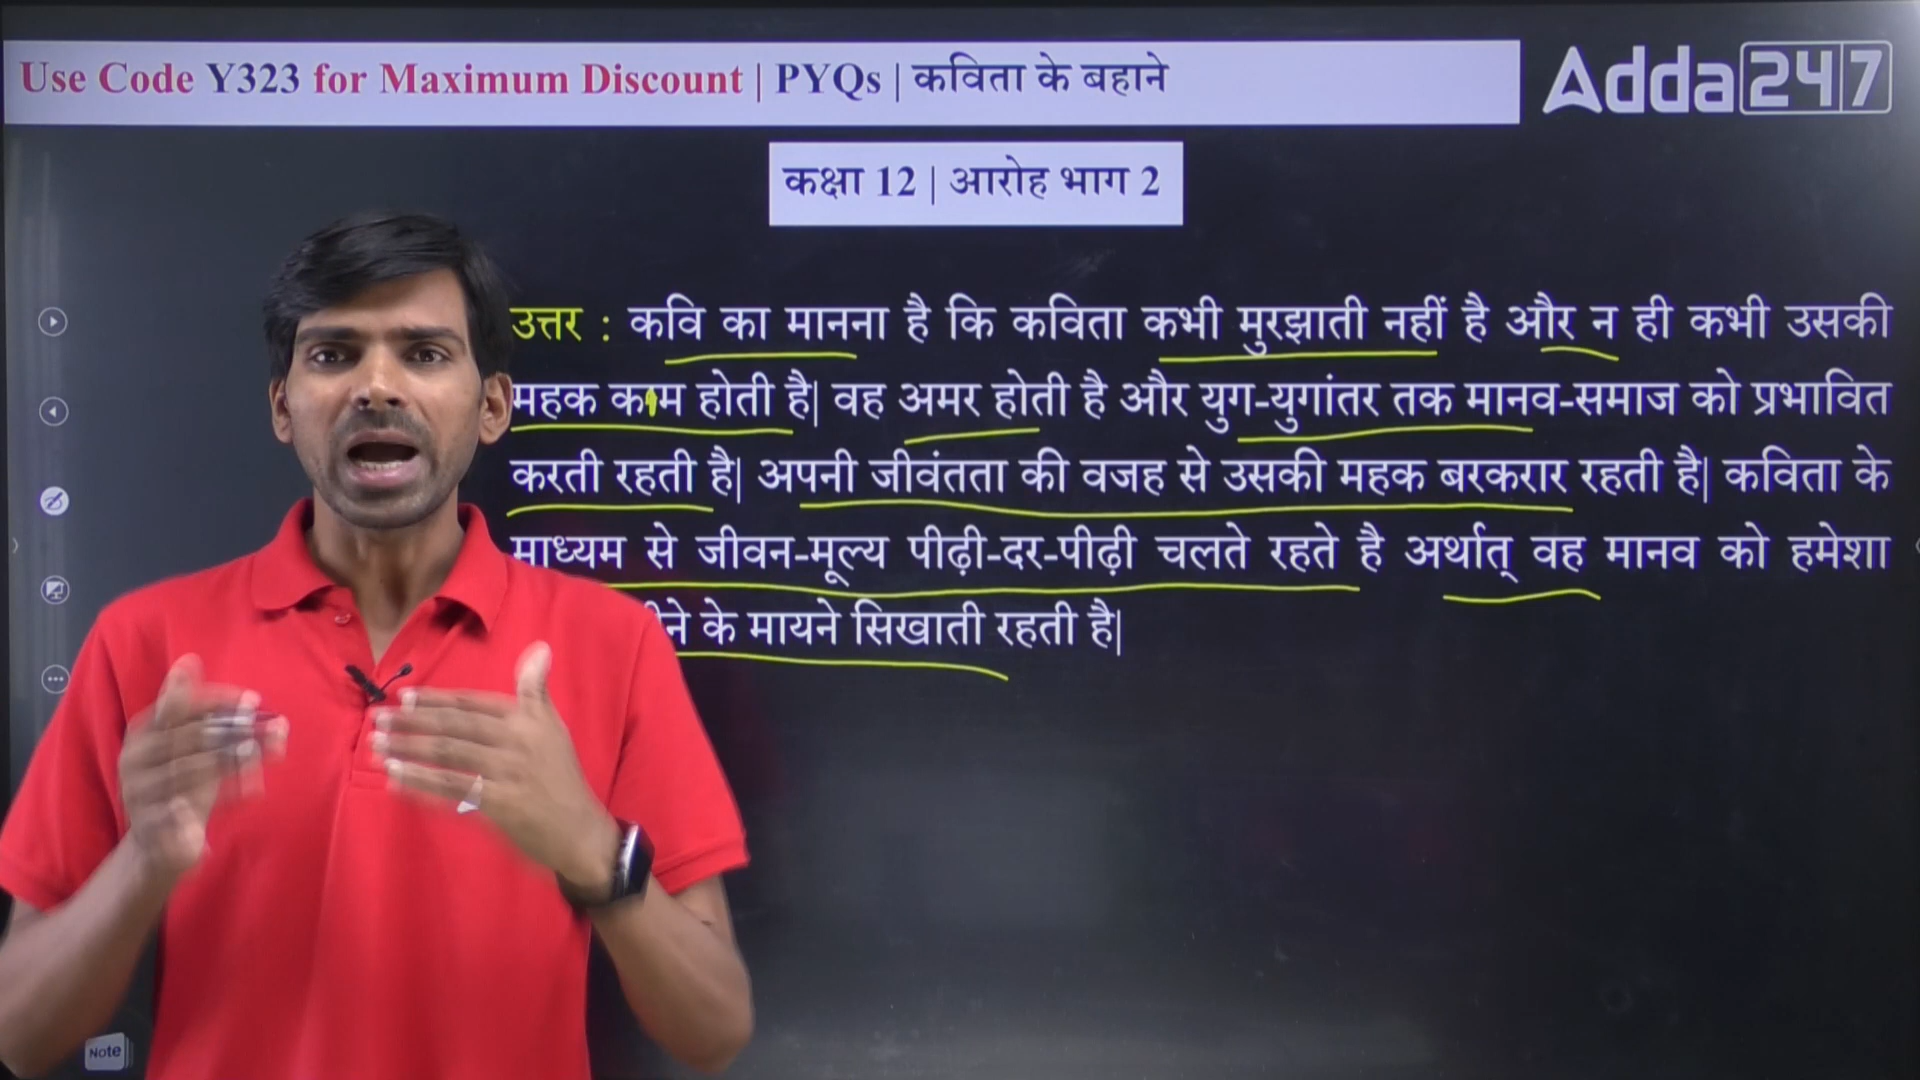 Use Code Y323 for Maximum Discount | PYQs | कविता के बहाने
Adda247
कक्षा 12 | आरोह भाग 2
उत्तर : कवि का मानना है कि कविता कभी मुरझाती नहीं है और न ही कभी उसकी
महक काम होती है| वह अमर होती है और युग-युगांतर तक मानव-समाज को प्रभावित
करती रहती है| अपनी जीवंतता की वजह से उसकी महक बरकरार रहती है| कविता के
माध्यम से जीवन-मूल्य पीढ़ी-दर-पीढ़ी चलते रहते है अर्थात् वह मानव को हमेशा
के मायने सिखाती रहती है|
Note